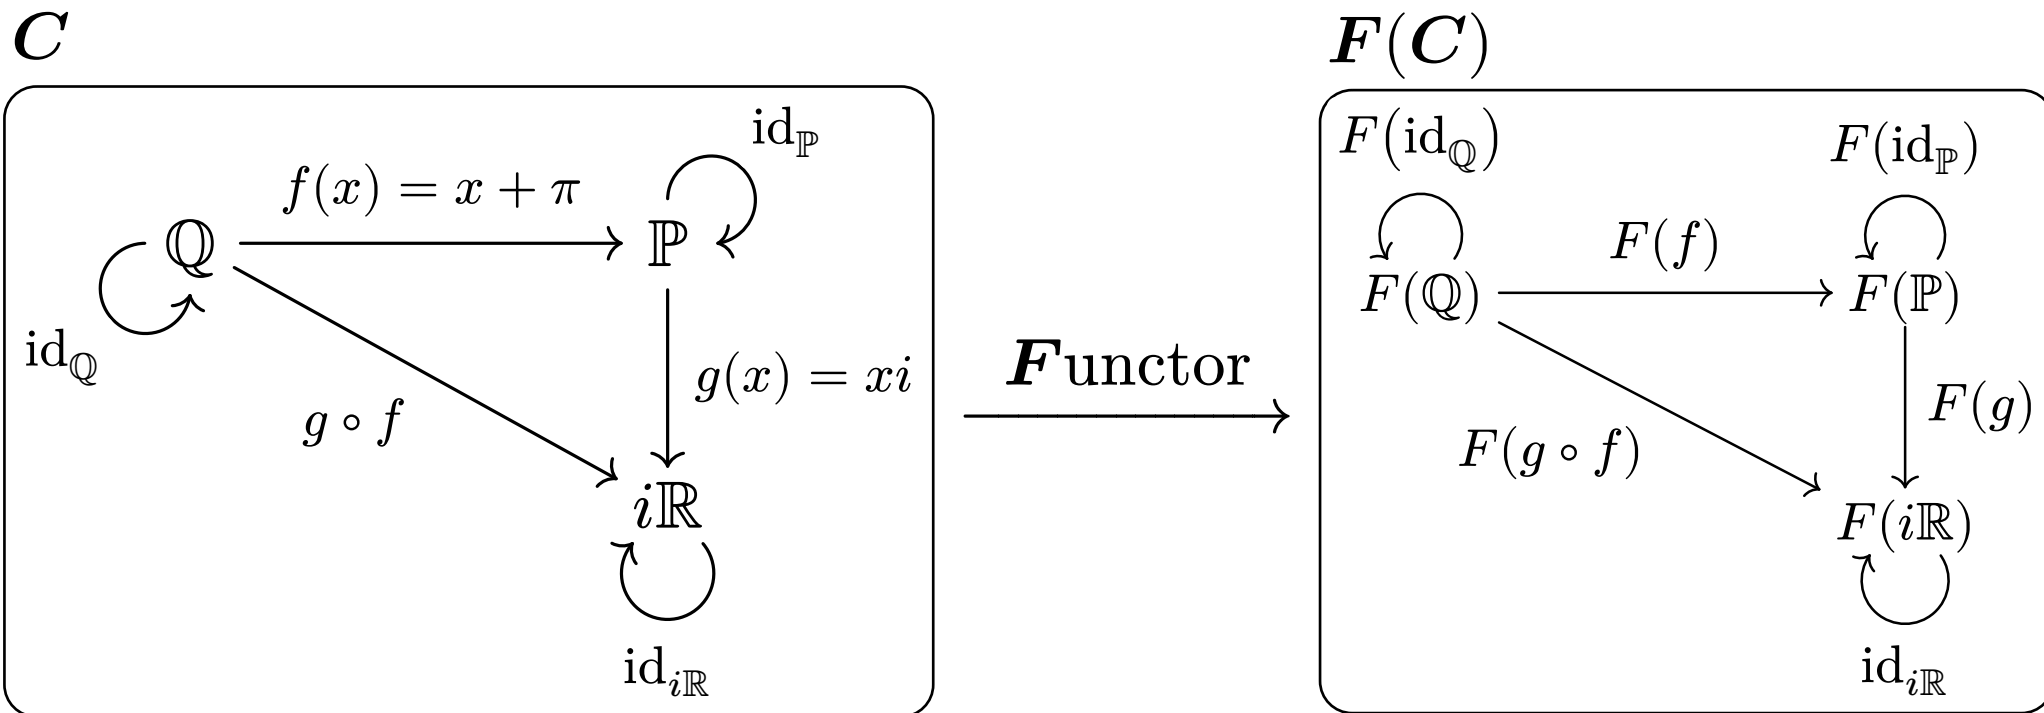 C
F(C)
id_ℙ
F(id_ℚ)
F(id_ℙ)
f(x) = x + π
ℚ
ℙ
F(f)
F(ℚ)
F(ℙ)
id_ℚ
g(x) = xi
Functor
g ∘ f
F(g)
F(g ∘ f)
iℝ
F(iℝ)
id_iℝ
id_iℝ